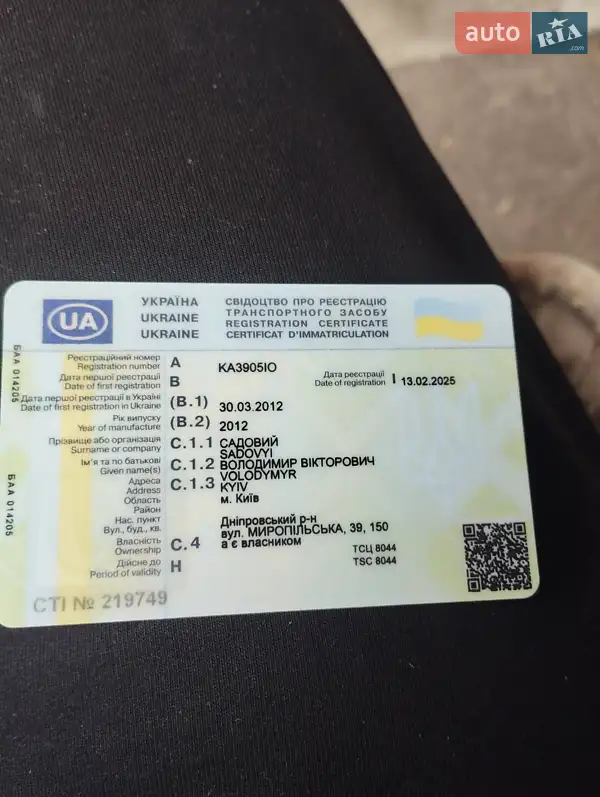 auto RIA .com
УКРАЇНА
UKRAINE
UKRAINE
СВІДОЦТВО ПРО РЕЄСТРАЦІЮ
ТРАНСПОРТНОГО ЗАСОБУ
REGISTRATION CERTIFICATE
CERTIFICAT D'IMMATRICULATION
UA
Реєстраційний номер
Registration number A KA3905IO
Дата першої реєстрації
Date of first registration B
Дата реєстрації
Date of registration I 13.02.2025
Дата першої реєстрації в Україні
Date of first registration in Ukraine (B.1) 30.03.2012
Рік випуску
Year of manufacture (B.2) 2012
Прізвище або організація
Surname or company C.1.1 САДОВИЙ
SADOVYI
Ім'я та по батькові
Given name(s) C.1.2 ВОЛОДИМИР ВІКТОРОВИЧ
VOLODYMYR
Адреса
Address C.1.3 KYIV
Область м. Київ
Район
Нас. пункт Дніпровський р-н
Вул., буд., кв. вул. МИРОПІЛЬСЬКА, 39, 150
Власність
Ownership C.4 а є власником
Дійсне до
Period of validity H
ТСЦ 8044
TSC 8044
СТІ № 219749
БАА 014205
БАА 014205